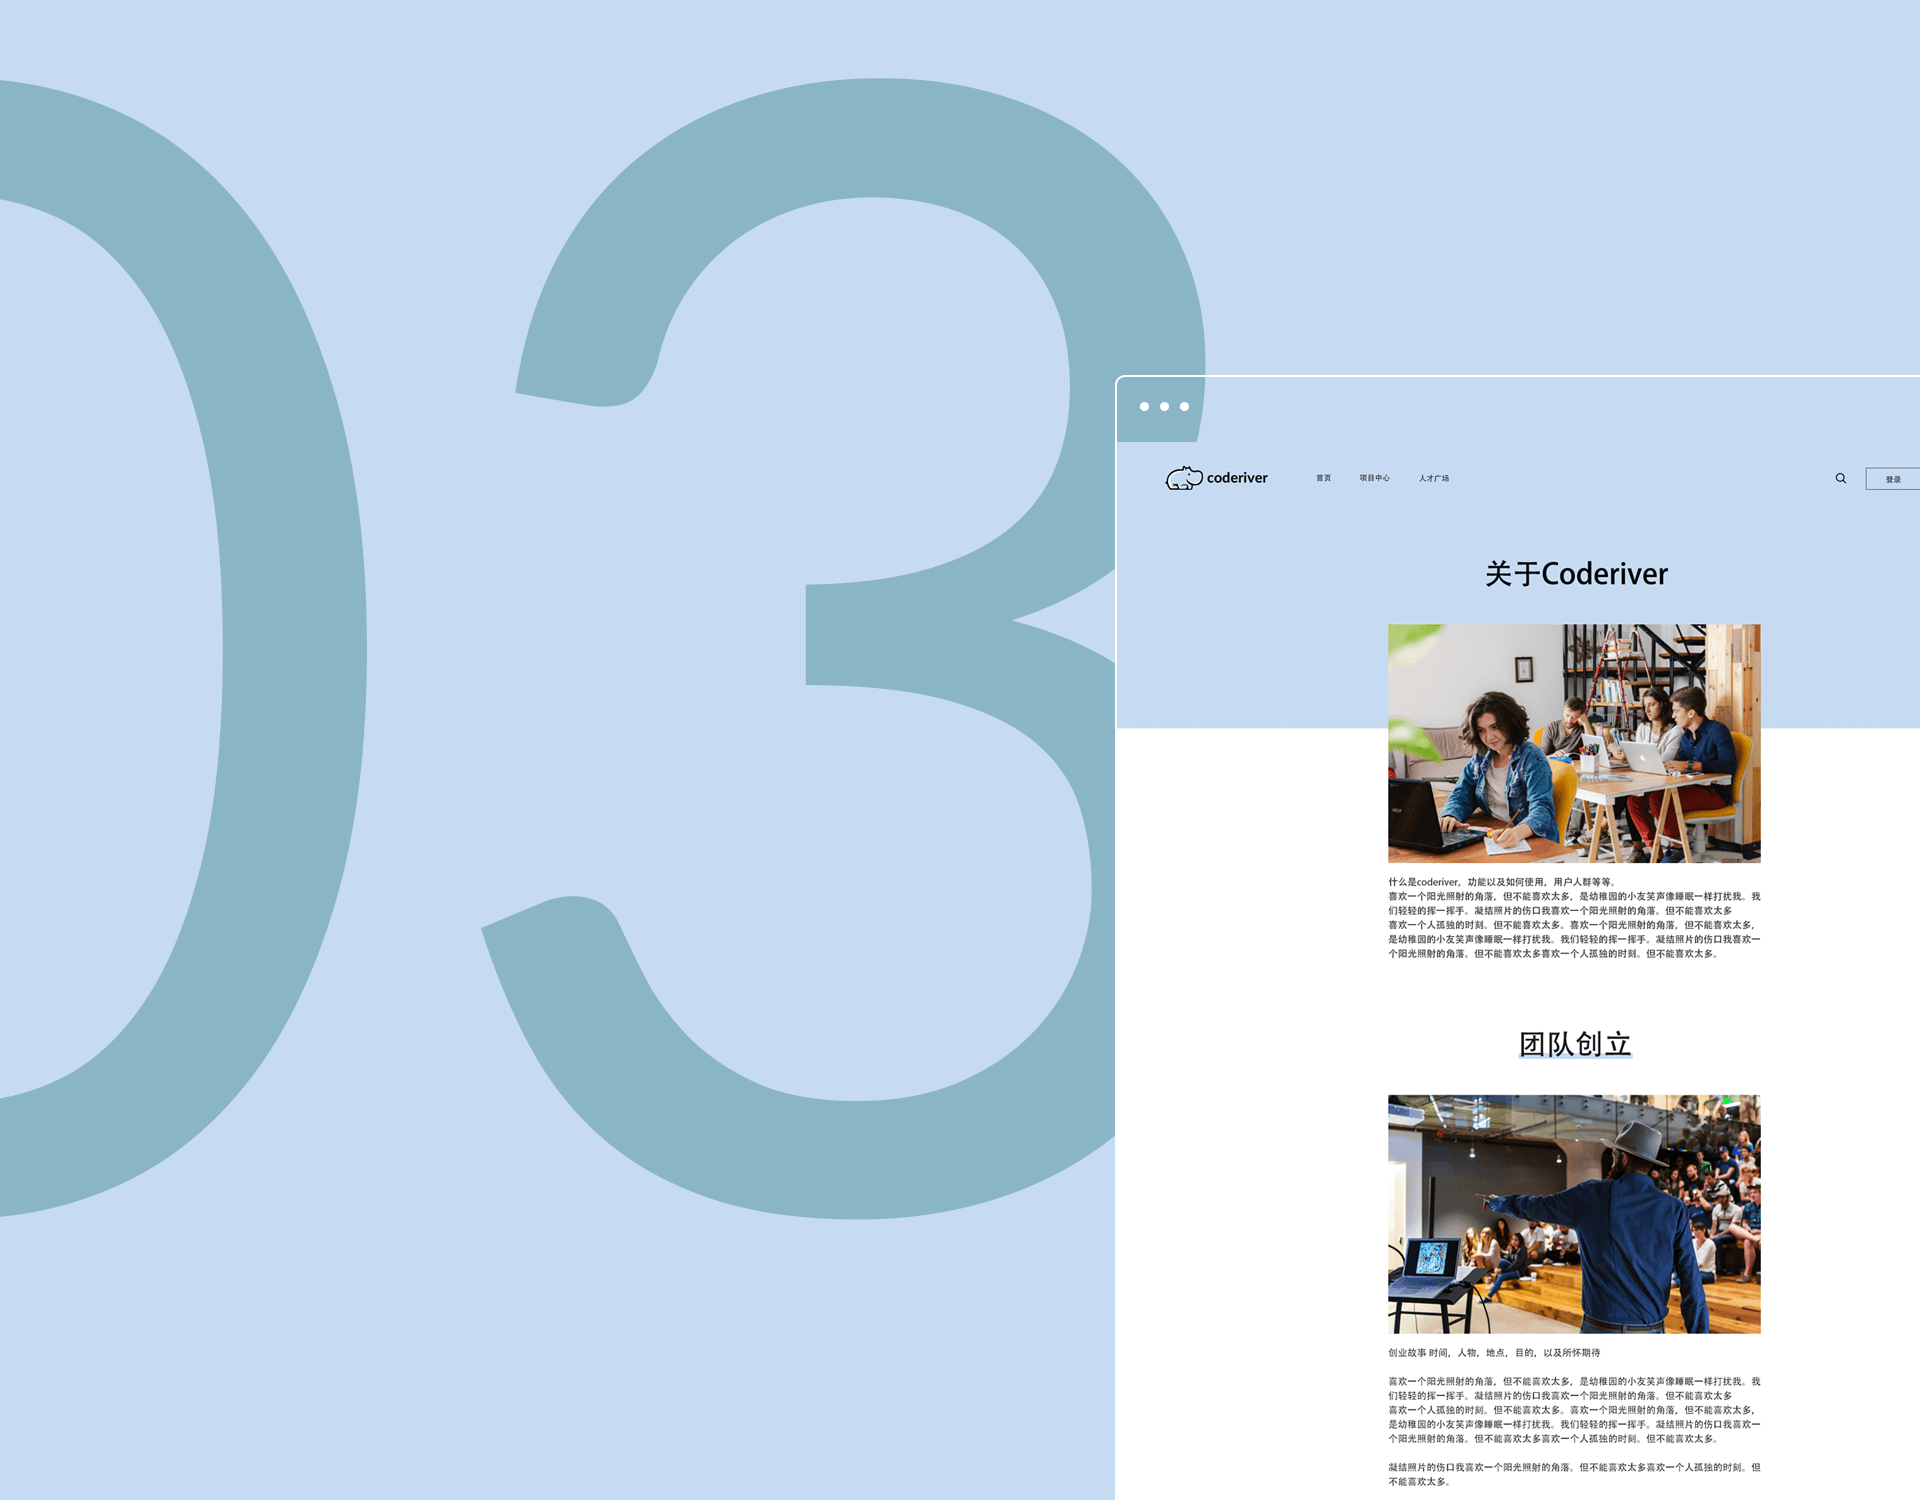 03
coderiver 首页 项目中心 人才广场 登录
关于Coderiver
什么是coderiver，功能以及如何使用，用户人群等等。
喜欢一个阳光照射的角落，但不能喜欢太多，是幼稚园的小友笑声像睡眠一样打扰我。我
们轻轻的挥一挥手。凝结照片的伤口我喜欢一个阳光照射的角落。但不能喜欢太多
喜欢一个人孤独的时刻。但不能喜欢太多。喜欢一个阳光照射的角落，但不能喜欢太多，
是幼稚园的小友笑声像睡眠一样打扰我。我们轻轻的挥一挥手。凝结照片的伤口我喜欢一
个阳光照射的角落。但不能喜欢太多喜欢一个人孤独的时刻。但不能喜欢太多。
团队创立
创业故事 时间，人物，地点，目的，以及所怀期待
喜欢一个阳光照射的角落，但不能喜欢太多，是幼稚园的小友笑声像睡眠一样打扰我。我
们轻轻的挥一挥手。凝结照片的伤口我喜欢一个阳光照射的角落。但不能喜欢太多
喜欢一个人孤独的时刻。但不能喜欢太多。喜欢一个阳光照射的角落，但不能喜欢太多，
是幼稚园的小友笑声像睡眠一样打扰我。我们轻轻的挥一挥手。凝结照片的伤口我喜欢一
个阳光照射的角落。但不能喜欢太多喜欢一个人孤独的时刻。但不能喜欢太多。
凝结照片的伤口我喜欢一个阳光照射的角落。但不能喜欢太多喜欢一个人孤独的时刻。但
不能喜欢太多。